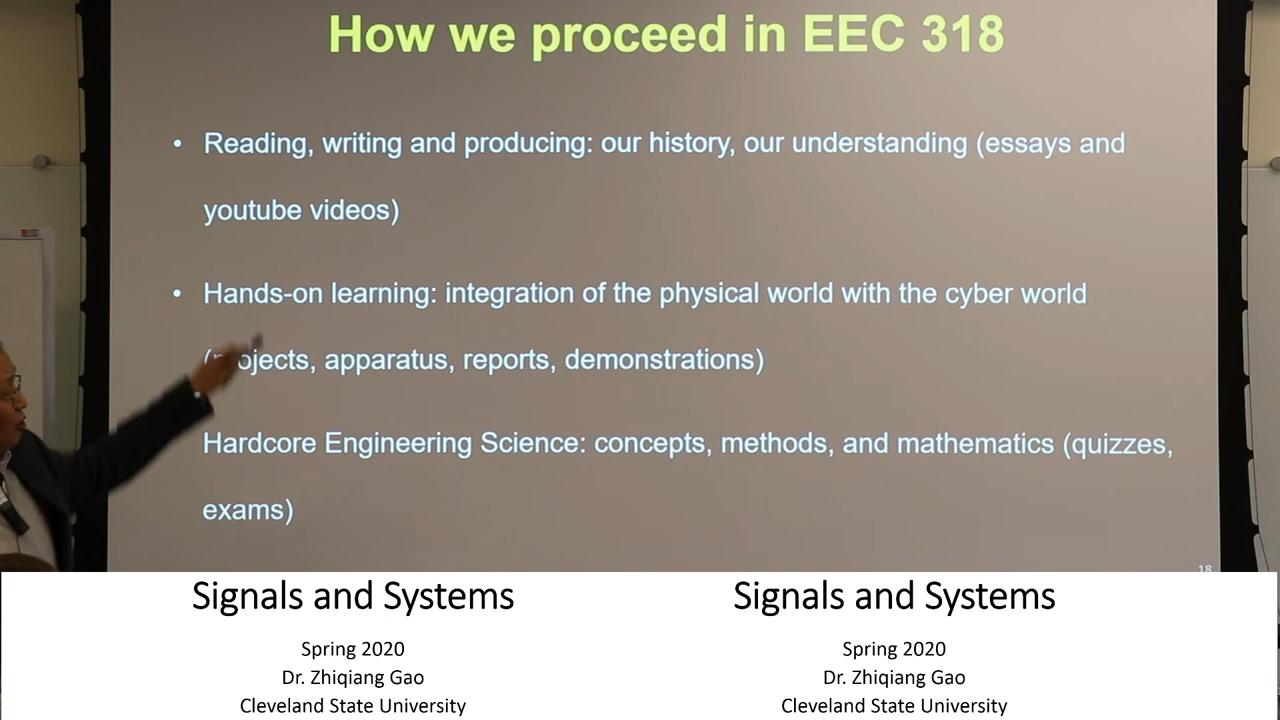 How we proceed in EEC 318
• Reading, writing and producing: our history, our understanding (essays and
youtube videos)
• Hands-on learning: integration of the physical world with the cyber world
(projects, apparatus, reports, demonstrations)
Hardcore Engineering Science: concepts, methods, and mathematics (quizzes,
exams)
18
Signals and Systems
Spring 2020
Dr. Zhiqiang Gao
Cleveland State University
Signals and Systems
Spring 2020
Dr. Zhiqiang Gao
Cleveland State University